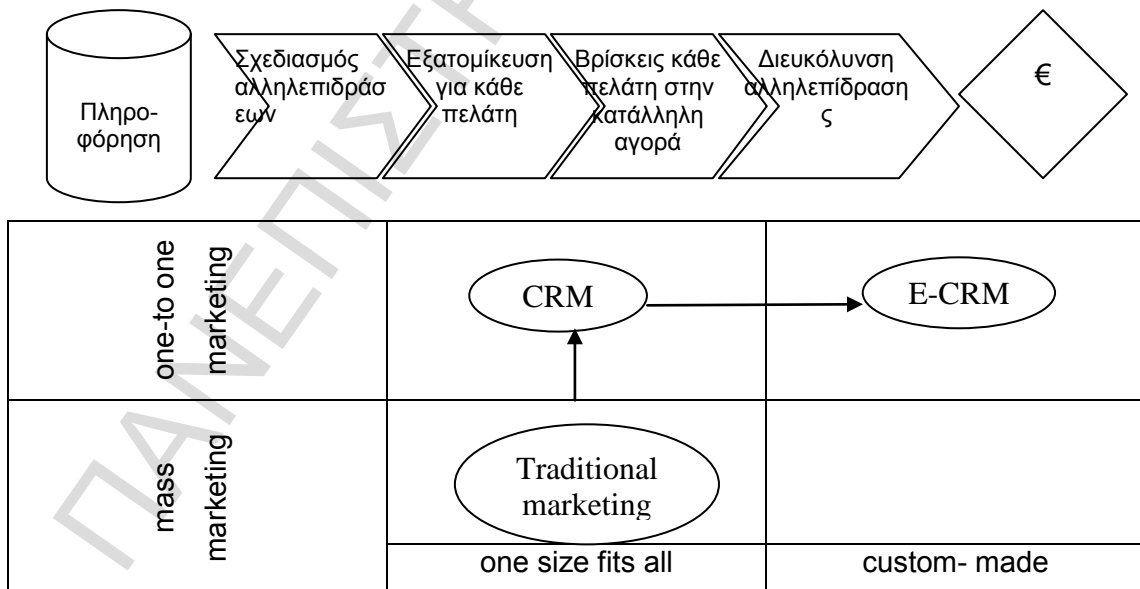 Πληρο-
φόρηση
Σχεδιασμός
αλληλεπιδράσ
εων
Εξατομίκευση
για κάθε
πελάτη
Βρίσκεις κάθε
πελάτη στην
κατάλληλη
αγορά
Διευκόλυνση
αλληλεπίδραση
ς
€
one-to one
marketing
CRM
E-CRM
mass
marketing
Traditional
marketing
one size fits all
custom- made
ΠΑΝΕΠΙΣΤ